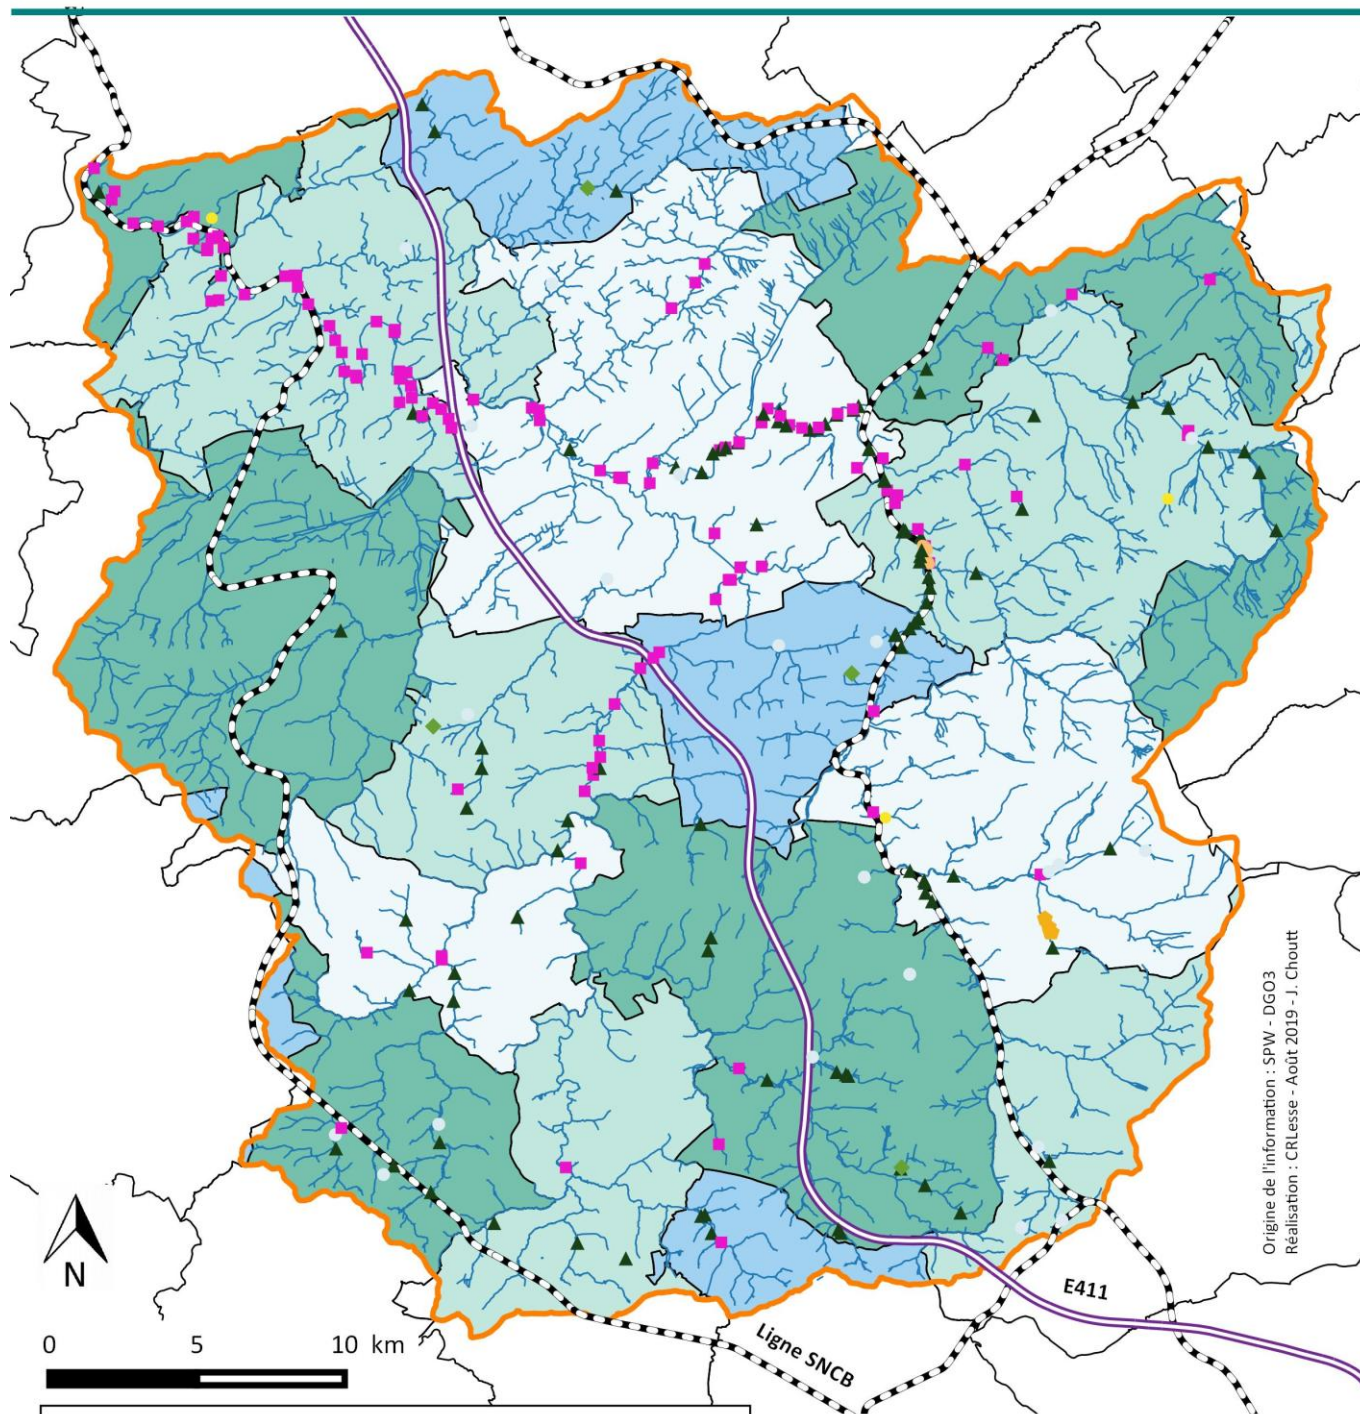 Origine de l'information : SPW - DGO3
Réalisation : CRLesse - Août 2019 - J. Choutt
N
E411
0 5 10 km
Ligne SNCB